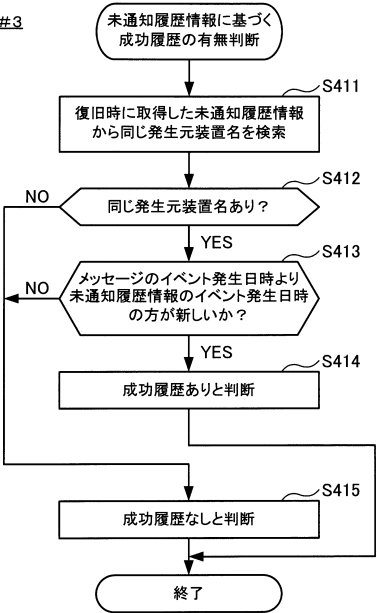 #3
未通知履歴情報に基づく
成功履歴の有無判断
S411
復旧時に取得した未通知履歴情報
から同じ発生元装置名を検索
S412
NO
同じ発生元装置名あり？
YES
S413
NO
メッセージのイベント発生日時より
未通知履歴情報のイベント発生日時
の方が新しいか？
YES
S414
成功履歴ありと判断
S415
成功履歴なしと判断
終了